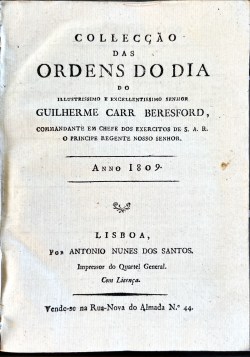 COLLECÇÃO
DAS
ORDENS DO DIA
DO
ILLUSTRISSIMO E EXCELLENTISSIMO SENHOR
GUILHERME CARR BERESFORD,
COMMANDANTE EM CHEFE DOS EXERCITOS DE S. A. R.
O PRINCIPE REGENTE NOSSO SENHOR.
ANNO 1809.
LISBOA,
POR ANTONIO NUNES DOS SANTOS.
Impressor do Quartel General.
Com Licença.
Vende-se na Rua-Nova do Almada N.º 44.